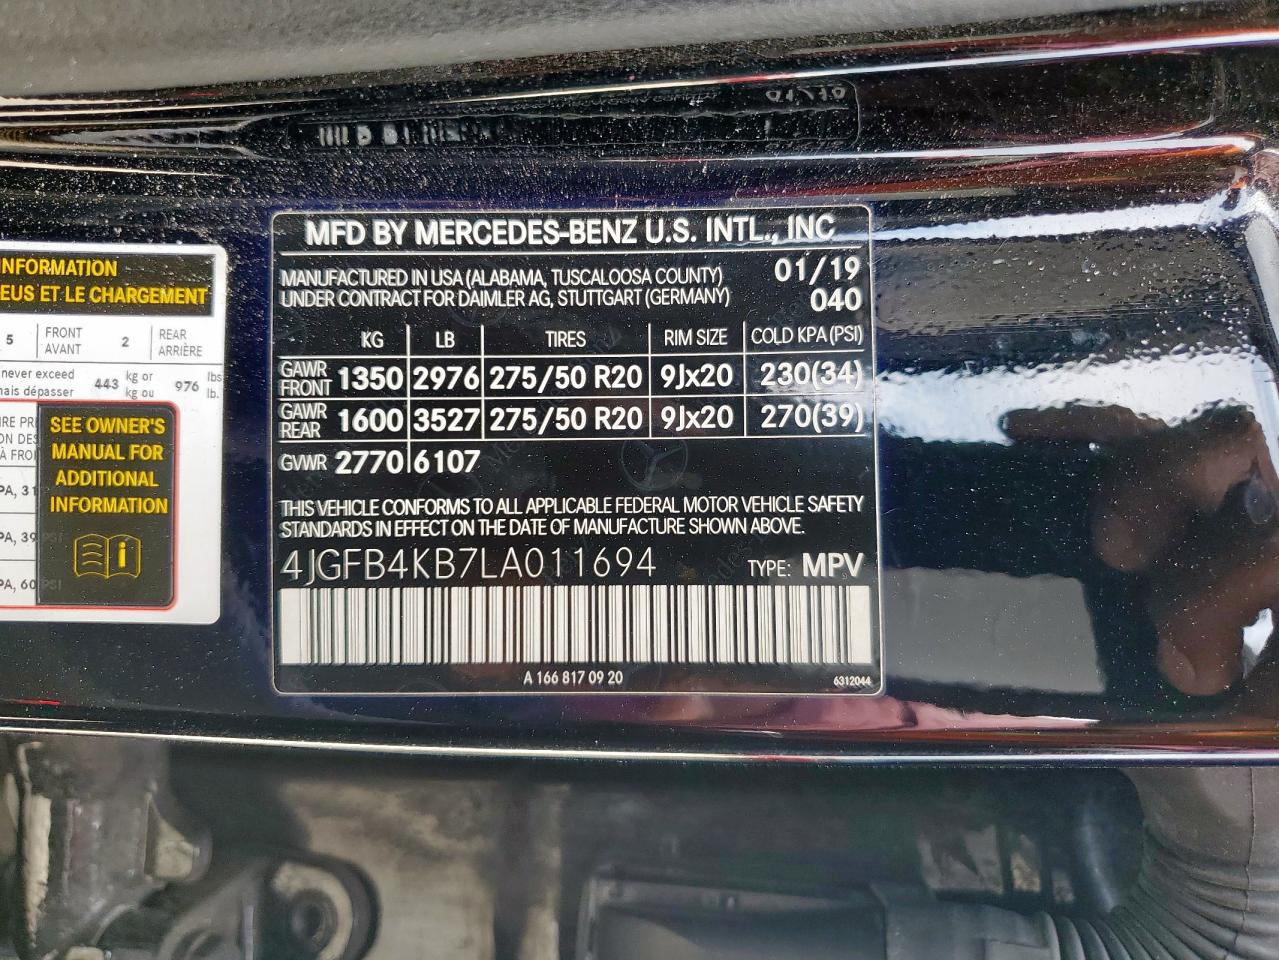 MFD BY MERCEDES-BENZ U.S. INTL., INC
MANUFACTURED IN USA (ALABAMA, TUSCALOOSA COUNTY) 01/19
UNDER CONTRACT FOR DAIMLER AG, STUTTGART (GERMANY) 040
KG LB TIRES RIM SIZE COLD KPA (PSI)
GAWR FRONT 1350 2976 275/50 R20 9Jx20 230(34)
GAWR REAR 1600 3527 275/50 R20 9Jx20 270(39)
GVWR 2770 6107
THIS VEHICLE CONFORMS TO ALL APPLICABLE FEDERAL MOTOR VEHICLE SAFETY
STANDARDS IN EFFECT ON THE DATE OF MANUFACTURE SHOWN ABOVE.
4JGFB4KB7LA011694 TYPE: MPV
A 166 817 09 20 6312044
INFORMATION
EUS ET LE CHARGEMENT
5 FRONT AVANT 2 REAR ARRIÈRE
never exceed
mais dépasser 443 kg or kg ou 976 lbs lb.
SEE OWNER'S
MANUAL FOR
ADDITIONAL
INFORMATION